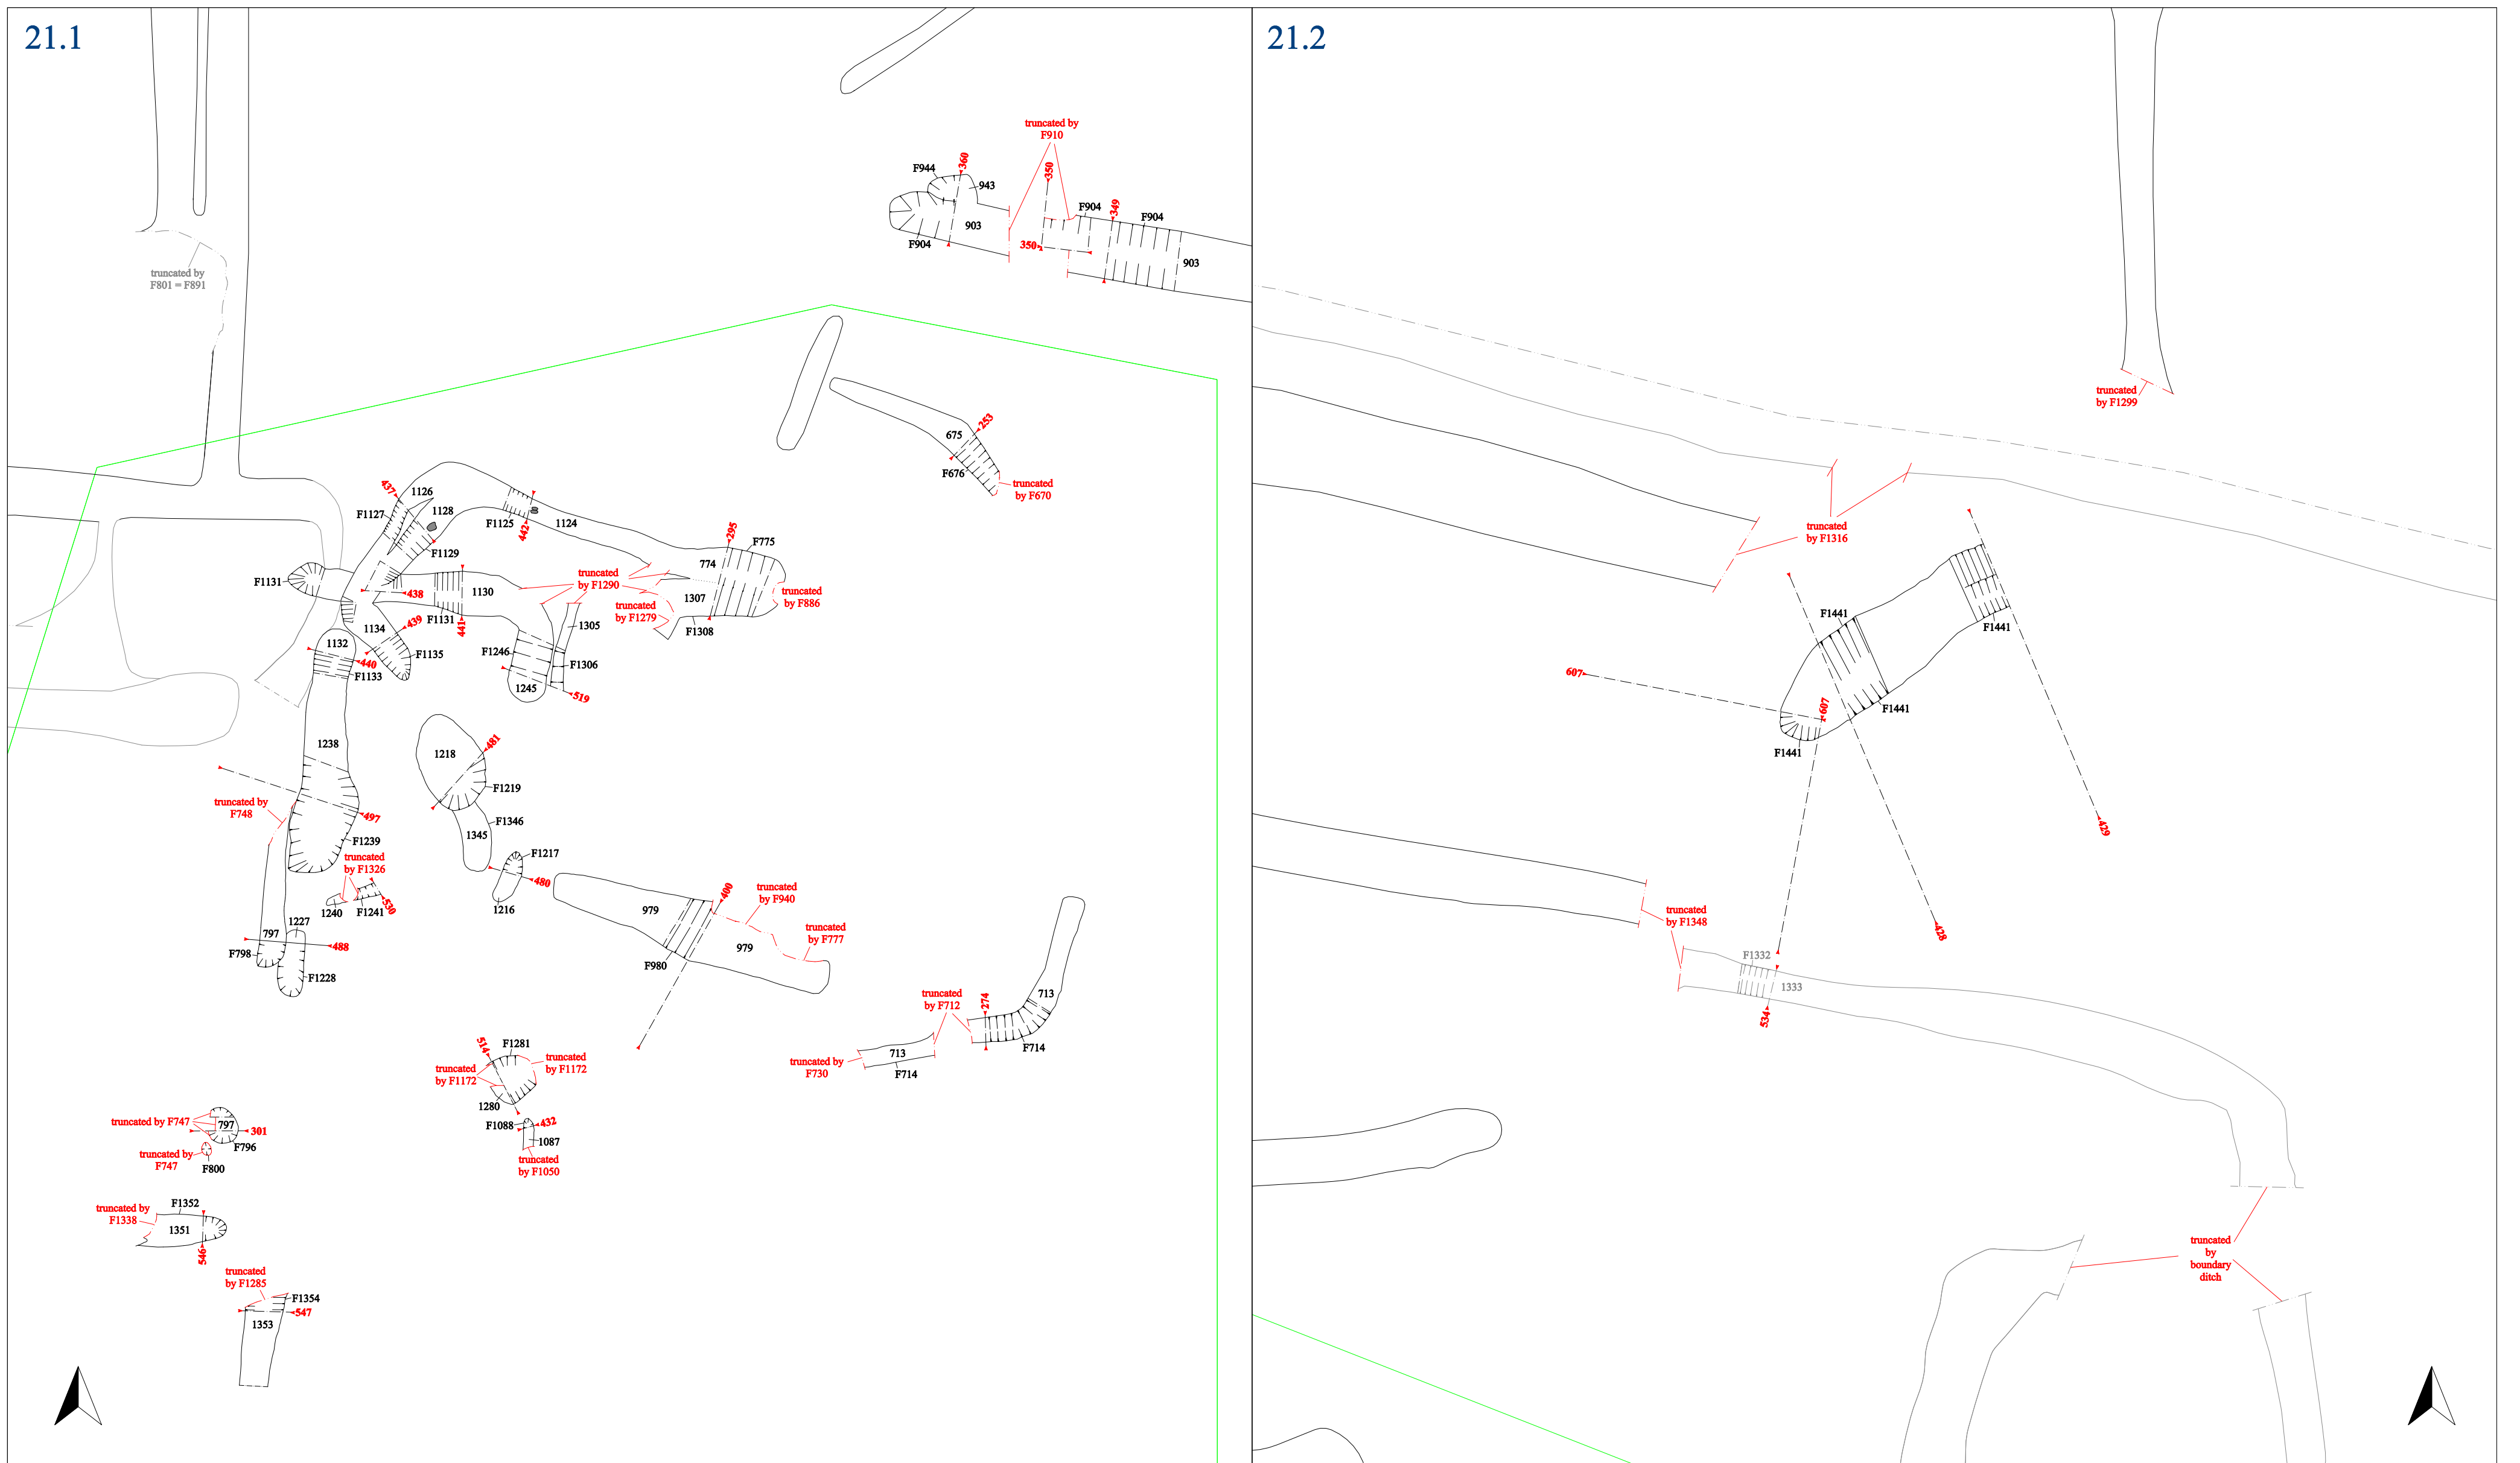 21.1
21.2
truncated by
F910
360
350
F944
943
F904
349
F904
903
F904
350
903
truncated by
F801 = F891
truncated
by F1299
253
675
F676
truncated
by F670
437
1126
1128
F1127
F1125
442
1124
295
F775
F1129
774
truncated
by F1290
F1131
438
1130
1307
truncated
by F886
truncated
by F1279
439
F1131
441
1305
F1308
1134
1132
440
F1135
F1246
F1306
F1133
1245
519
truncated
by F1316
F1441
F1441
607
607
F1441
F1441
1238
1218
481
F1219
truncated by
F748
497
F1239
F1346
1345
429
truncated
by F1326
F1217
480
1240
F1241
530
1216
400
truncated
by F940
979
979
truncated
by F777
F980
1227
797
488
F798
F1228
truncated
by F1348
428
F1332
1333
534
truncated
by F712
274
713
F714
713
F714
truncated by
F730
514
F1281
truncated
by F1172
truncated
by F1172
1280
F1088
432
1087
truncated
by F1050
truncated by F747
797
301
F796
truncated by
F747
F800
truncated by
F1338
F1352
1351
546
truncated
by F1285
F1354
547
1353
truncated
by
boundary
ditch